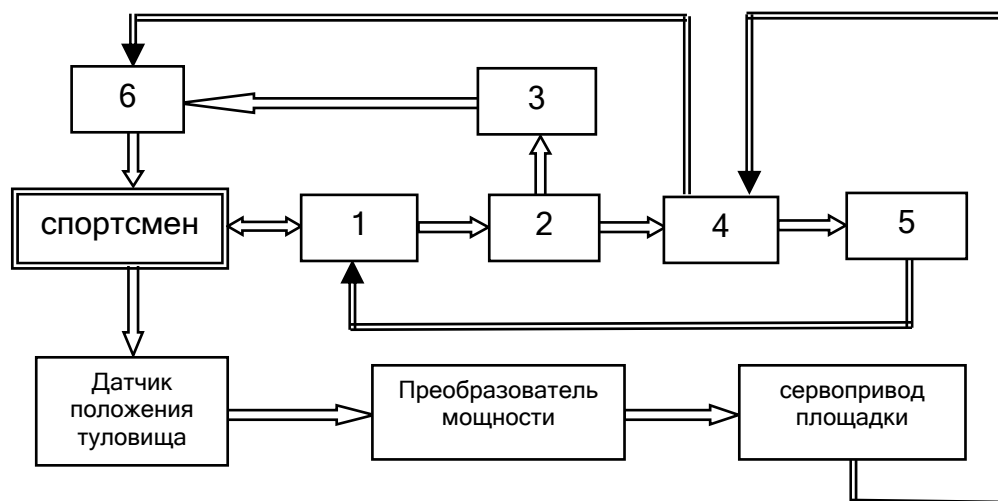 6
3
спортсмен
1
2
4
5
Датчик
положения
туловища
Преобразователь
мощности
сервопривод
площадки